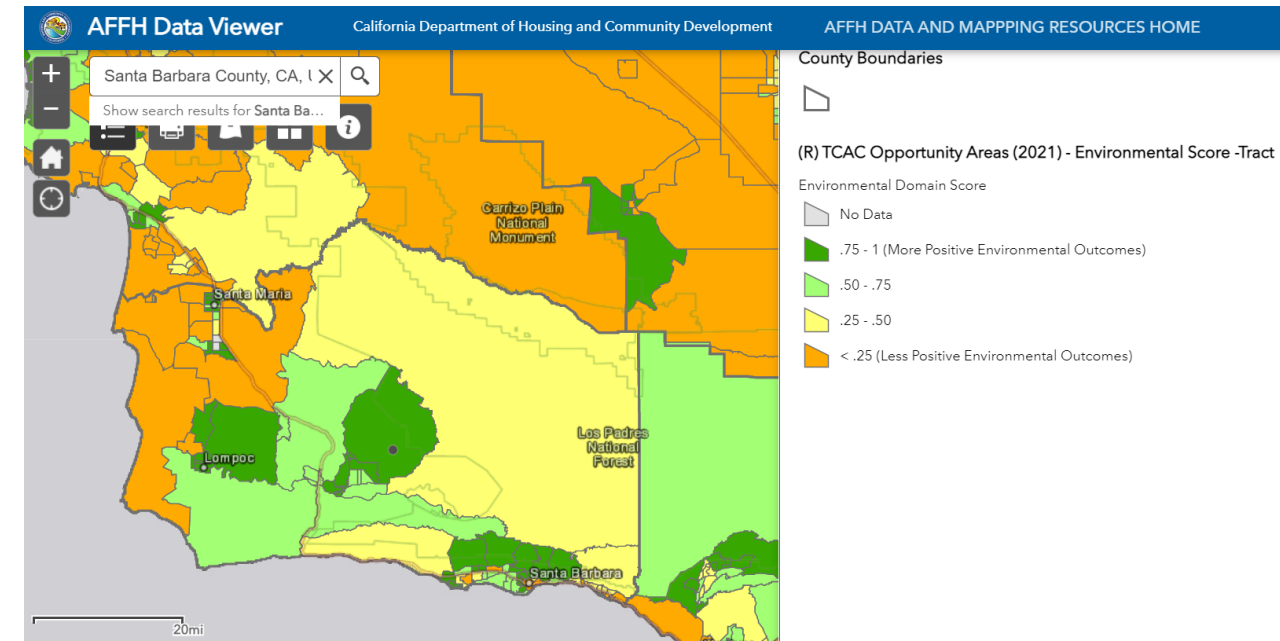 AFFH Data Viewer
California Department of Housing and Community Development
AFFH DATA AND MAPPPING RESOURCES HOME
+
−
Santa Barbara County, CA, U
Show search results for Santa Ba...
i
Carrizo Plain
National
Monument
Santa Maria
Los Padres
National
Forest
Lompoc
Santa Barbara
20mi
County Boundaries
(R) TCAC Opportunity Areas (2021) - Environmental Score -Tract
Environmental Domain Score
No Data
.75 - 1 (More Positive Environmental Outcomes)
.50 - .75
.25 - .50
< .25 (Less Positive Environmental Outcomes)